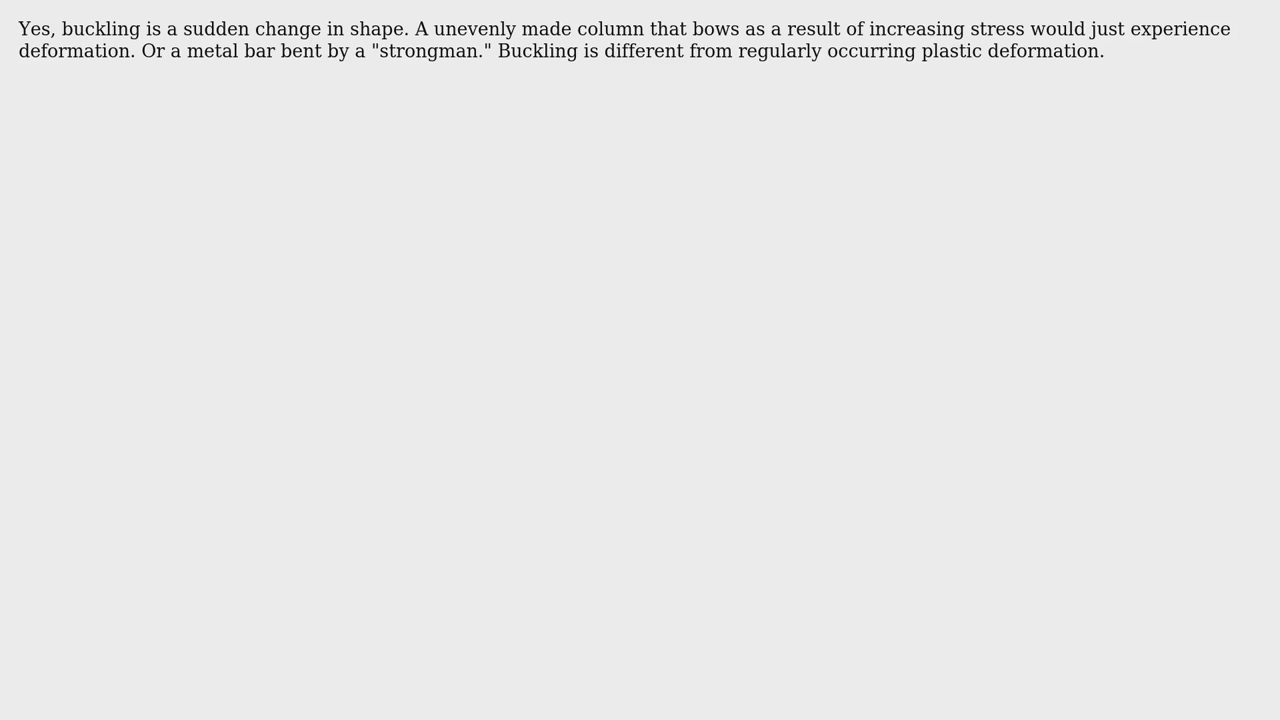 Yes, buckling is a sudden change in shape. A unevenly made column that bows as a result of increasing stress would just experience
deformation. Or a metal bar bent by a "strongman." Buckling is different from regularly occurring plastic deformation.